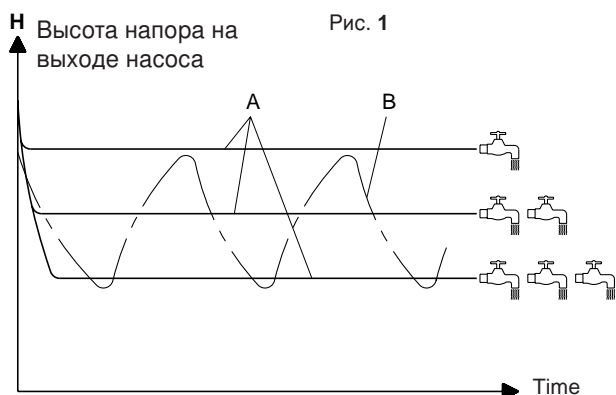 H
Высота напора на
выходе насоса
Рис. 1
A
B
Time